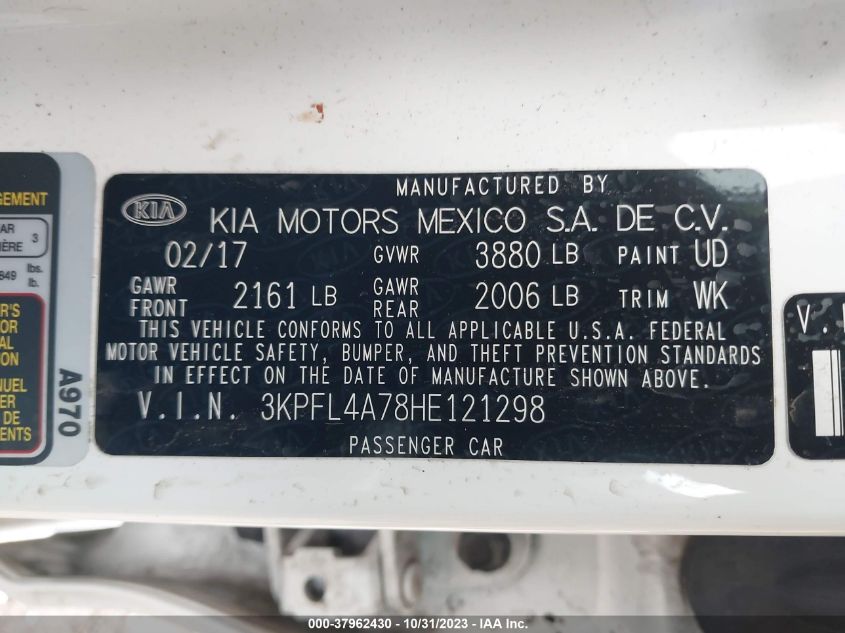 MANUFACTURED BY
KIA KIA MOTORS MEXICO S.A. DE C.V.
02/17 GVWR 3880 LB PAINT UD
GAWR FRONT 2161 LB GAWR REAR 2006 LB TRIM WK
THIS VEHICLE CONFORMS TO ALL APPLICABLE U.S.A. FEDERAL
MOTOR VEHICLE SAFETY, BUMPER, AND THEFT PREVENTION STANDARDS
IN EFFECT ON THE DATE OF MANUFACTURE SHOWN ABOVE.
V.I.N. 3KPFL4A78HE121298
PASSENGER CAR
3
lbs.
lb.
A970
000-37962430 - 10/31/2023 - IAA Inc.